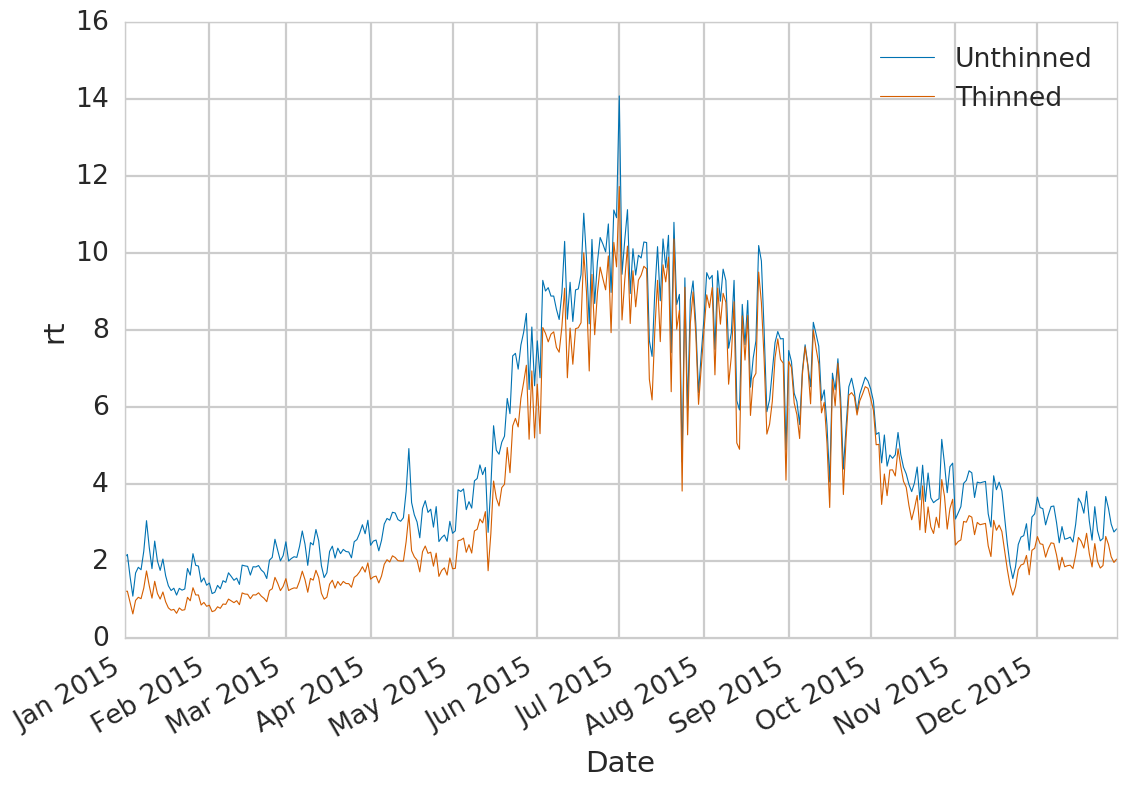 16
14
12
10
8
6
4
2
0
rt
Unthinned
Thinned
Jan 2015
Feb 2015
Mar 2015
Apr 2015
May 2015
Jun 2015
Jul 2015
Aug 2015
Sep 2015
Oct 2015
Nov 2015
Dec 2015
Date